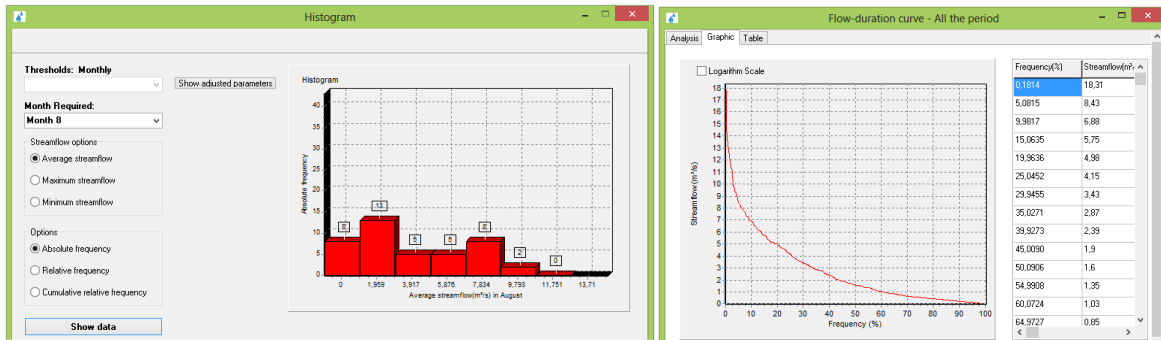 Histogram
Thresholds: Monthly
Show adjusted parameters
Month Required:
Month 8
Streamflow options
Average streamflow
Maximum streamflow
Minimum streamflow
Options
Absolute frequency
Relative frequency
Cumulative relative frequency
Show data
Histogram
Absolute frequency
40
35
30
25
20
15
10
5
0
8 13 5 5 8 2 0
0 1,959 3,917 5,876 7,834 9,793 11,751 13,71
Average streamflow(m³/s) in August
Flow-duration curve - All the period
Analysis Graphic Table
Logarithm Scale
Streamflow (m³/s)
18
17
16
15
14
13
12
11
10
9
8
7
6
5
4
3
2
1
0
0 10 20 30 40 50 60 70 80 90 100
Frequency (%)
Frequency(%) Streamflow(m³/
0,1814 18,31
5,0815 8,43
9,9817 6,88
15,0635 5,75
19,9636 4,98
25,0452 4,15
29,9455 3,43
35,0271 2,87
39,9273 2,39
45,0090 1,9
50,0906 1,6
54,9908 1,35
60,0724 1,03
64,9727 0,85